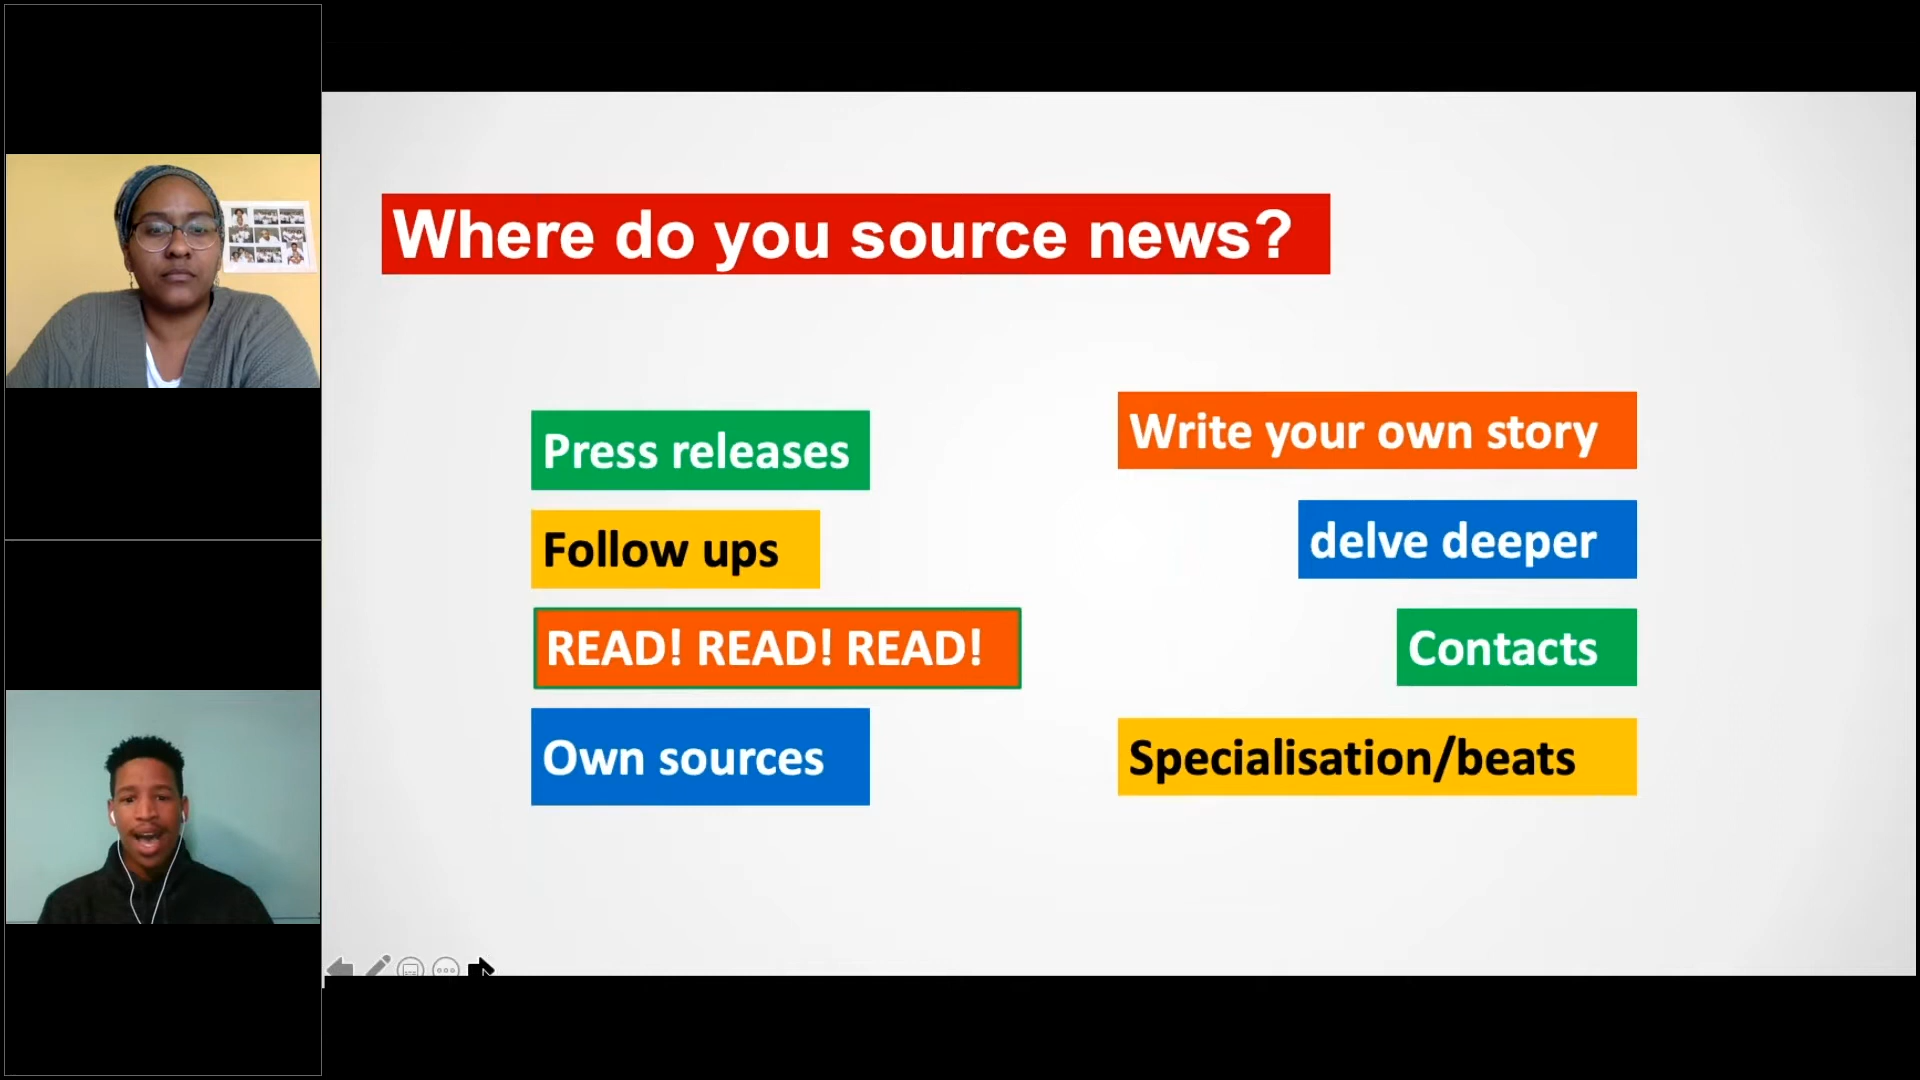 Where do you source news?
Press releases
Follow ups
READ! READ! READ!
Own sources
Write your own story
delve deeper
Contacts
Specialisation/beats